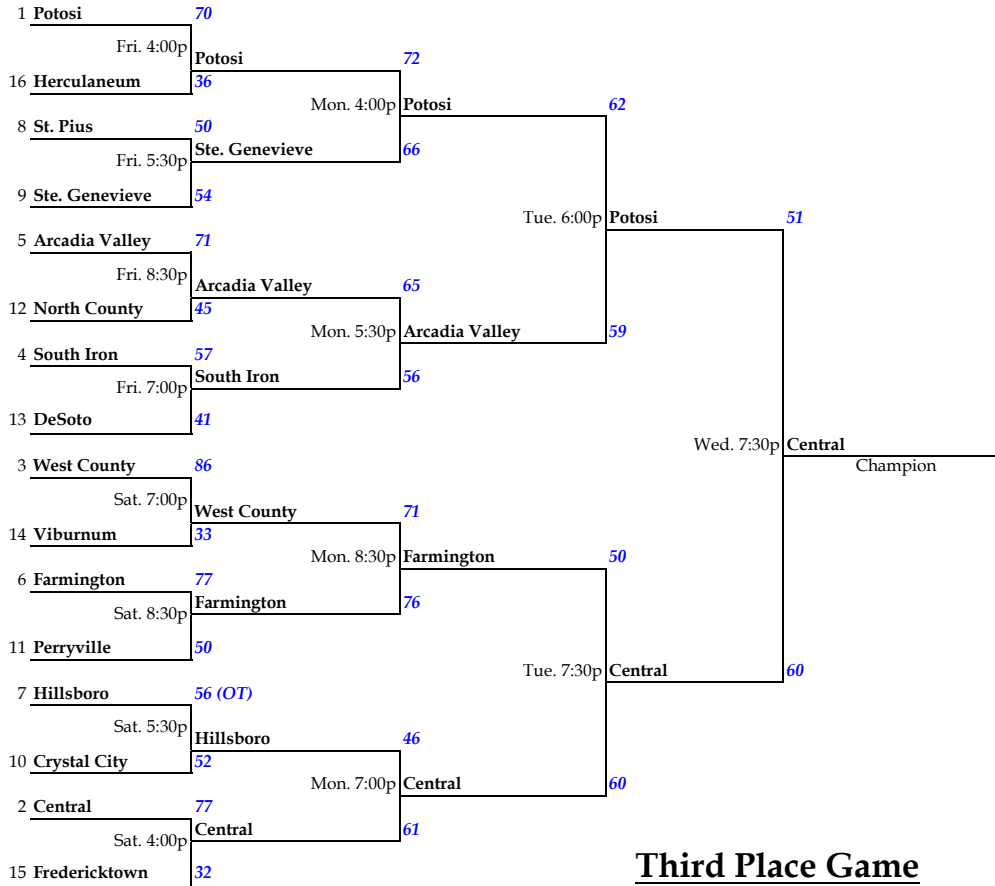 1 Potosi 70
Fri. 4:00p
Potosi 72
16 Herculaneum 36
Mon. 4:00p Potosi 62
8 St. Pius 50
Fri. 5:30p
Ste. Genevieve 66
9 Ste. Genevieve 54
Tue. 6:00p Potosi 51
5 Arcadia Valley 71
Fri. 8:30p
Arcadia Valley 65
12 North County 45
Mon. 5:30p Arcadia Valley 59
4 South Iron 57
Fri. 7:00p
South Iron 56
13 DeSoto 41
Wed. 7:30p Central
Champion
3 West County 86
Sat. 7:00p
West County 71
14 Viburnum 33
Mon. 8:30p Farmington 50
6 Farmington 77
Sat. 8:30p
Farmington 76
11 Perryville 50
Tue. 7:30p Central 60
7 Hillsboro 56 (OT)
Sat. 5:30p
Hillsboro 46
10 Crystal City 52
Mon. 7:00p Central 60
2 Central 77
Sat. 4:00p
Central 61
15 Fredericktown 32
Third Place Game